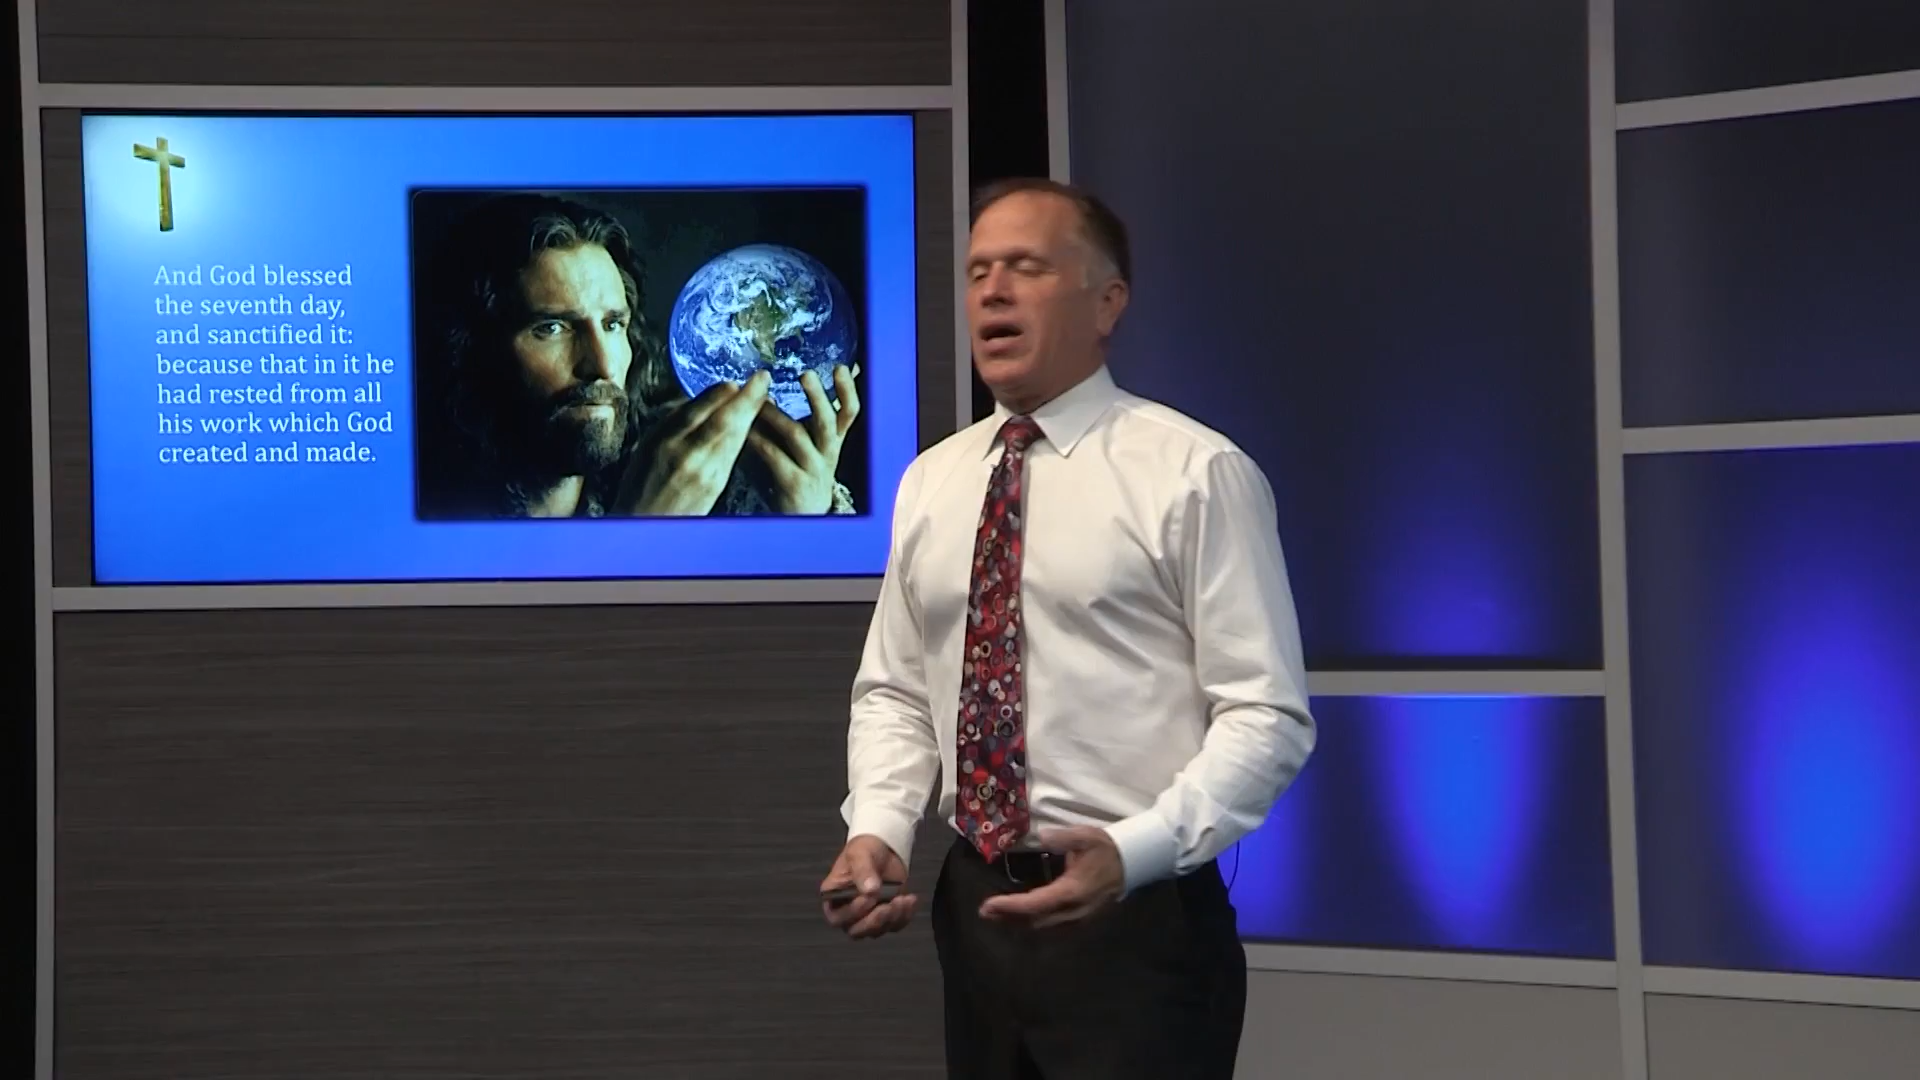 And God blessed
the seventh day,
and sanctified it:
because that in it he
had rested from all
his work which God
created and made.